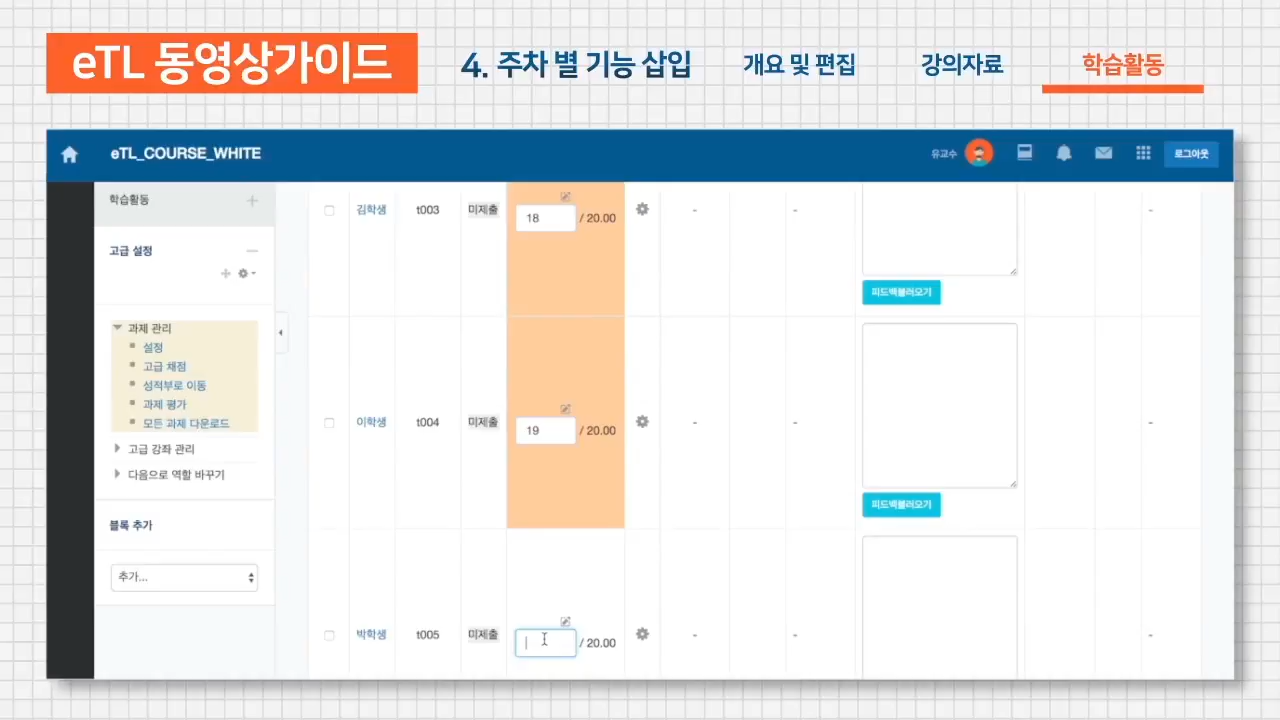 eTL 동영상가이드
4. 주차 별 기능 삽입
개요 및 편집
강의자료
학습활동
eTL_COURSE_WHITE
유교수
로그아웃
학습활동
고급 설정
과제 관리
설정
고급 채점
성적부로 이동
과제 평가
모든 과제 다운로드
고급 강좌 관리
다음으로 역할 바꾸기
블록 추가
추가...
김학생 t003 미제출 18 / 20.00 - - -
피드백불러오기
이학생 t004 미제출 19 / 20.00 - - -
피드백불러오기
박학생 t005 미제출 / 20.00 - - -